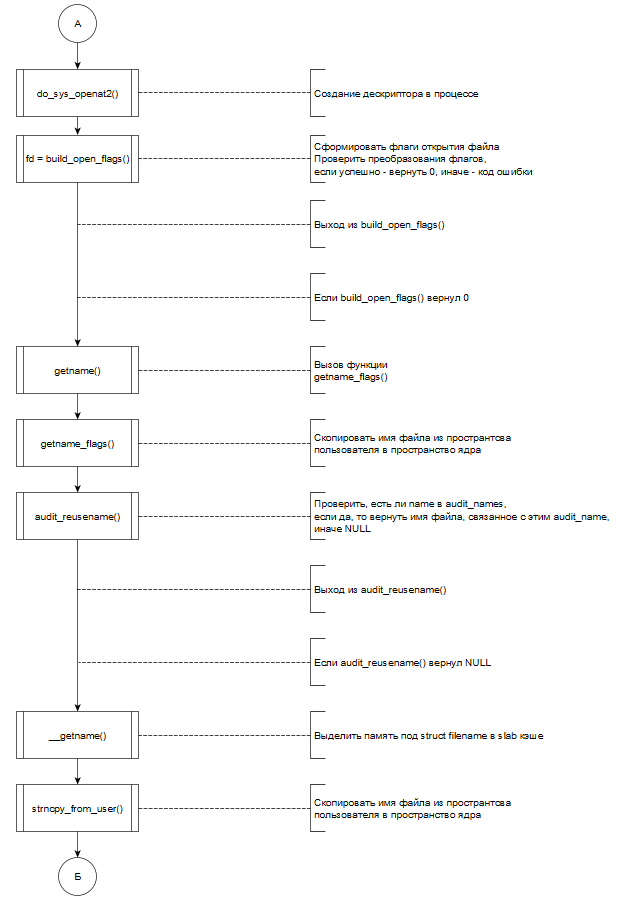 А
do_sys_openat2()
Создание дескриптора в процессе
fd = build_open_flags()
Сформировать флаги открытия файла
Проверить преобразования флагов,
если успешно - вернуть 0, иначе - код ошибки
Выход из build_open_flags()
Если build_open_flags() вернул 0
getname()
Вызов функции
getname_flags()
getname_flags()
Скопировать имя файла из пространтсва
пользователя в пространство ядра
audit_reusename()
Проверить, есть ли name в audit_names,
если да, то вернуть имя файла, связанное с этим audit_name,
иначе NULL
Выход из audit_reusename()
Если audit_reusename() вернул NULL
__getname()
Выделить память под struct filename в slab кэше
strncpy_from_user()
Скопировать имя файла из пространтсва
пользователя в пространство ядра
Б